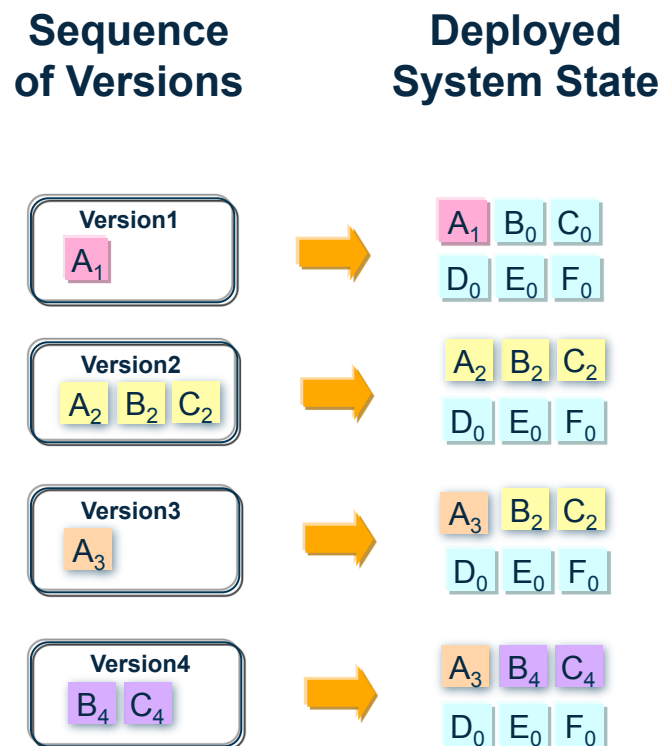 Sequence of Versions
Deployed System State
Version1
A₁
A₁ B₀ C₀
D₀ E₀ F₀
Version2
A₂ B₂ C₂
A₂ B₂ C₂
D₀ E₀ F₀
Version3
A₃
A₃ B₂ C₂
D₀ E₀ F₀
Version4
B₄ C₄
A₃ B₄ C₄
D₀ E₀ F₀